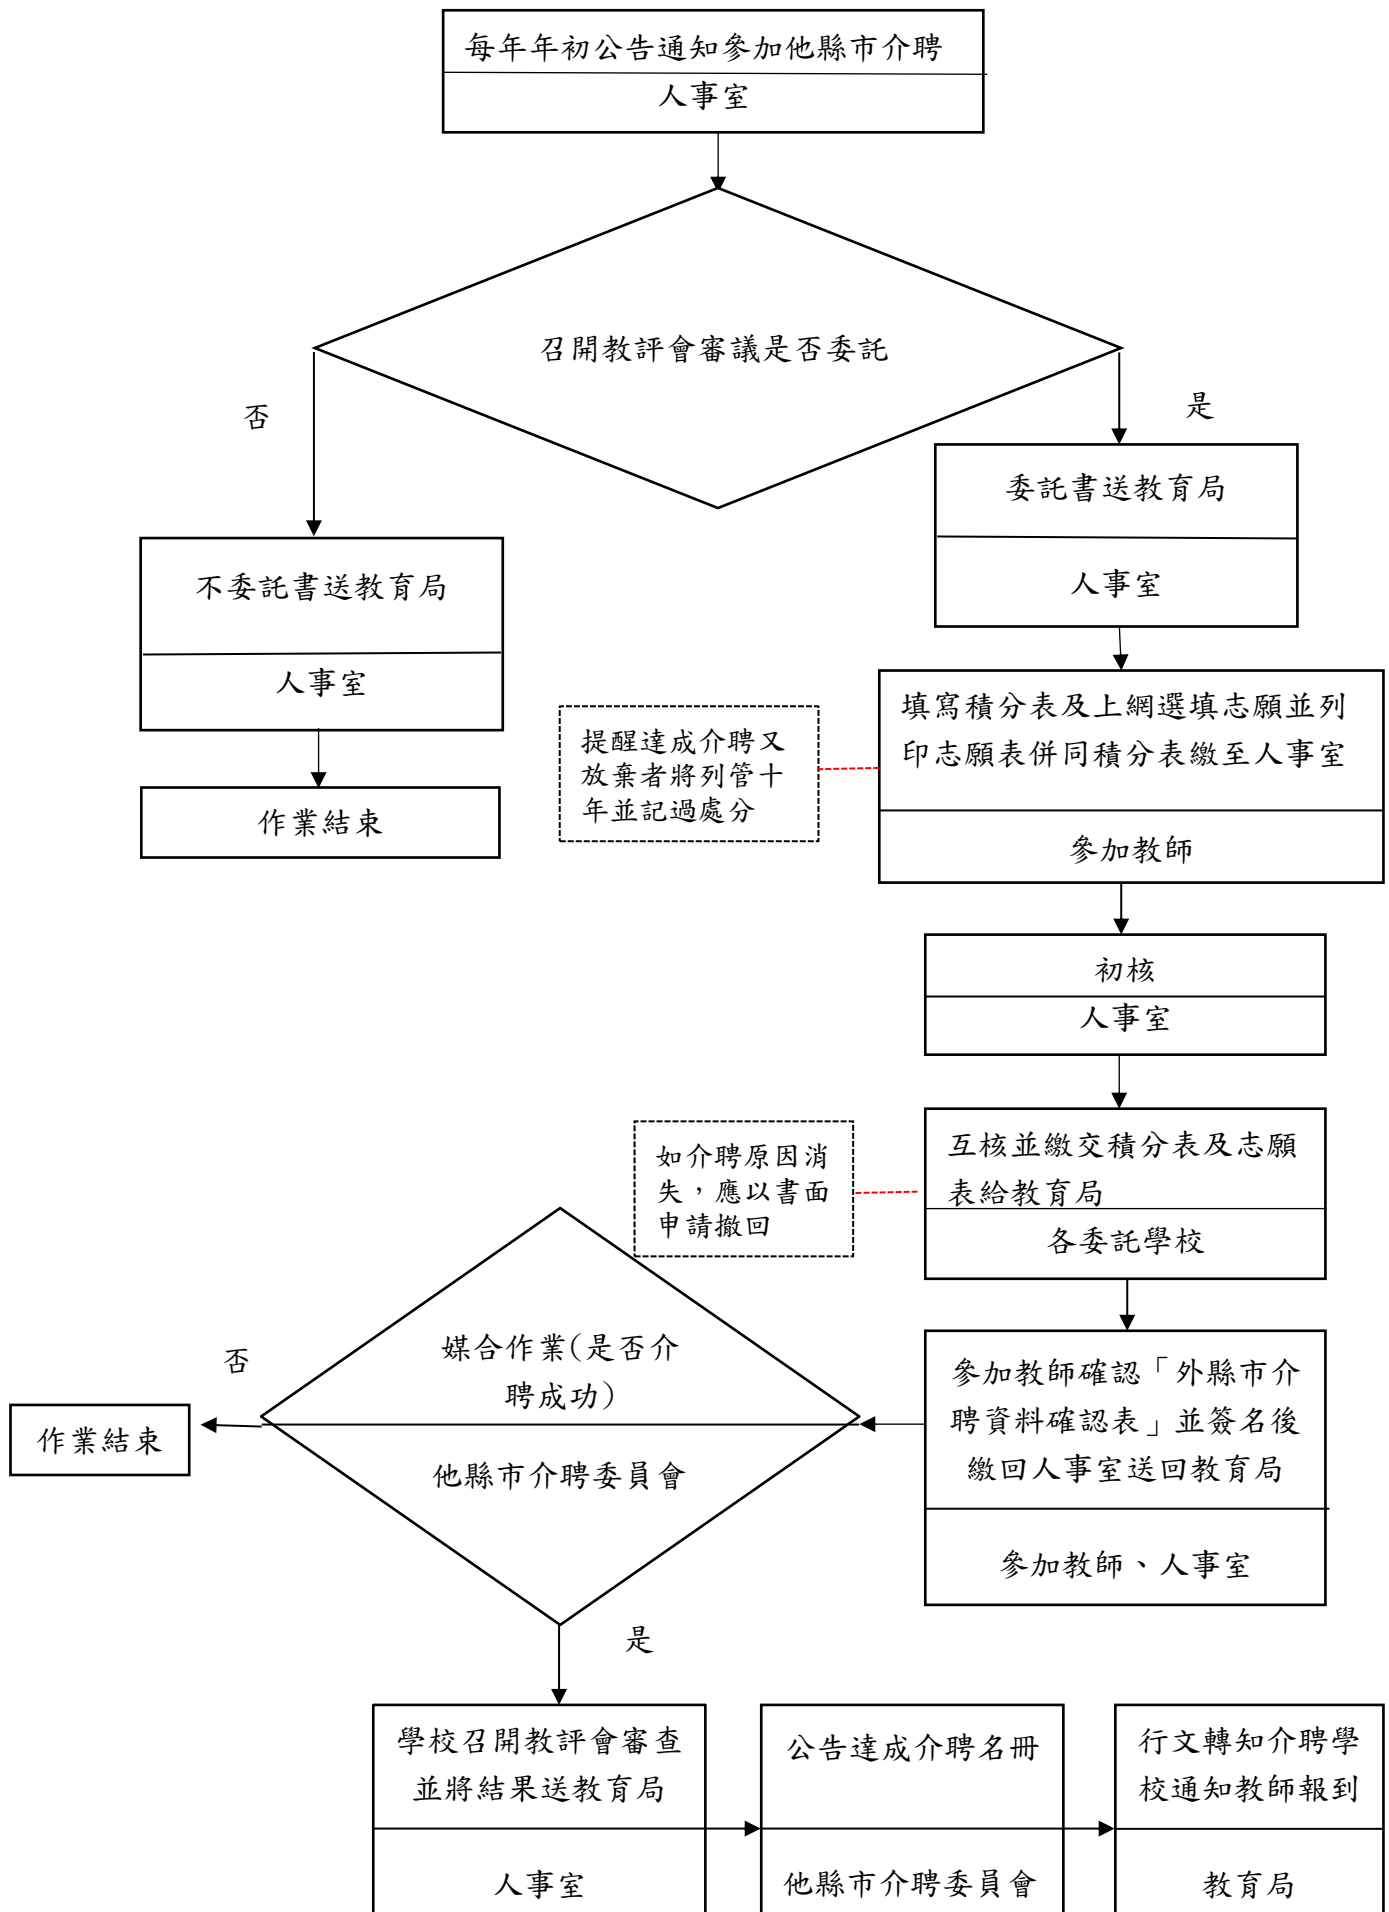 每年年初公告通知參加他縣市介聘
人事室
召開教評會審議是否委託
否
是
委託書送教育局
人事室
不委託書送教育局
人事室
作業結束
填寫積分表及上網選填志願並列
印志願表併同積分表繳至人事室
參加教師
提醒達成介聘又
放棄者將列管十
年並記過處分
初核
人事室
互核並繳交積分表及志願
表給教育局
各委託學校
如介聘原因消
失，應以書面
申請撤回
參加教師確認「外縣市介
聘資料確認表」並簽名後
繳回人事室送回教育局
參加教師、人事室
媒合作業(是否介
聘成功)
他縣市介聘委員會
否
作業結束
是
學校召開教評會審查
並將結果送教育局
人事室
公告達成介聘名冊
他縣市介聘委員會
行文轉知介聘學
校通知教師報到
教育局